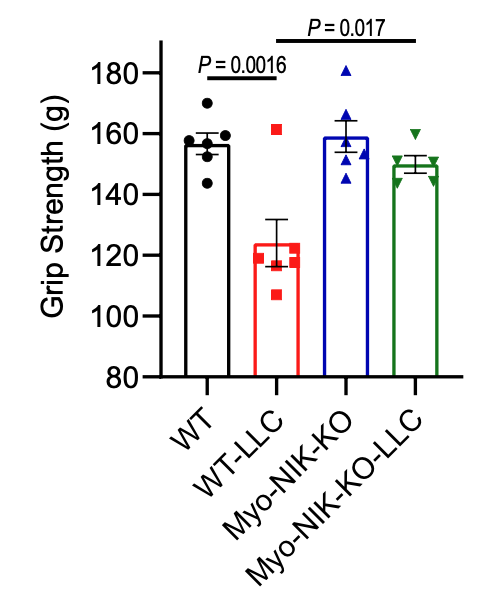 P = 0.017
P = 0.0016
Grip Strength (g)
180
160
140
120
100
80
WT
WT-LLC
Myo-NIK-KO
Myo-NIK-KO-LLC